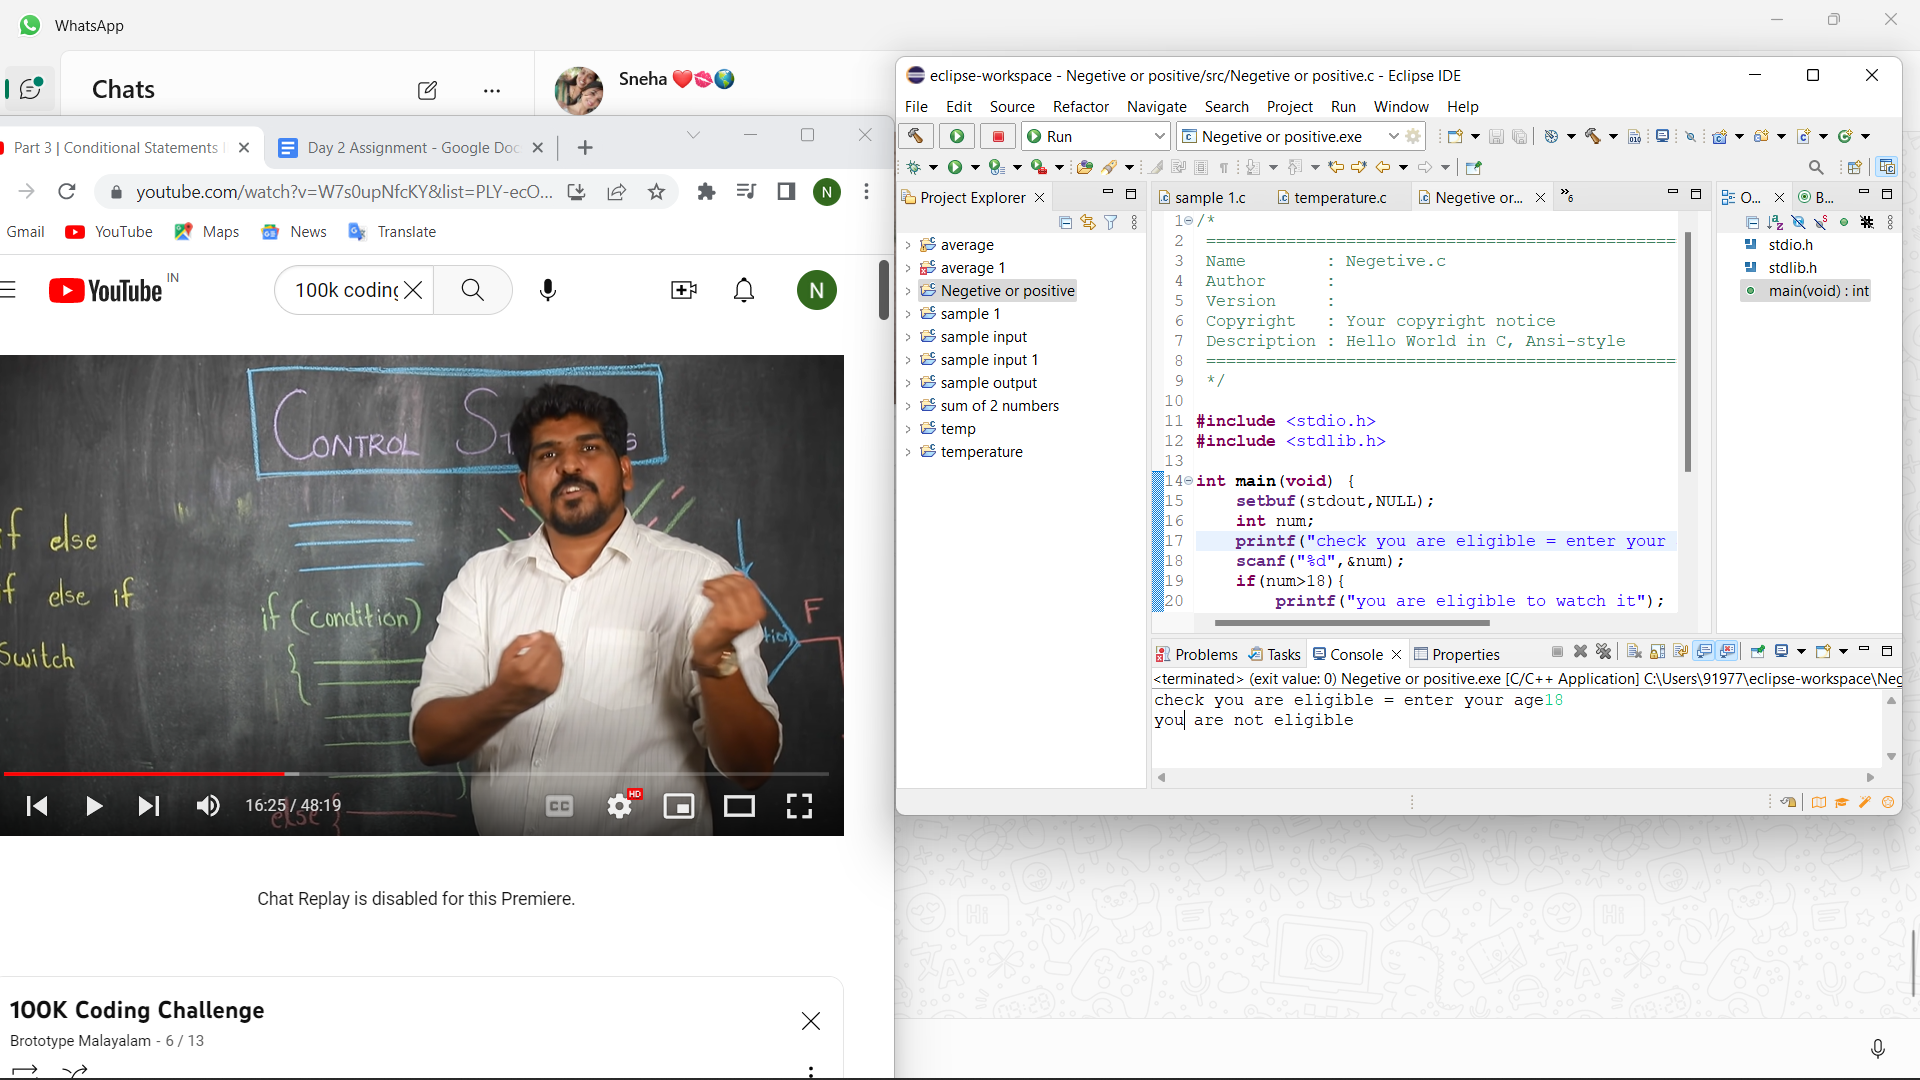 WhatsApp
Chats
Sneha
Part 3 | Conditional Statements
Day 2 Assignment - Google Doc
youtube.com/watch?v=W7s0upNfcKY&list=PLY-ecO...
N
Gmail
YouTube
Maps
News
Translate
YouTube IN
100k coding
N
CONTROL
if else
if else if
Switch
if (condition)
{
F
else {
16:25 / 48:19
CC
HD
Chat Replay is disabled for this Premiere.
100K Coding Challenge
Brototype Malayalam - 6 / 13
eclipse-workspace - Negetive or positive/src/Negetive or positive.c - Eclipse IDE
File Edit Source Refactor Navigate Search Project Run Window Help
Run
Negetive or positive.exe
Project Explorer
average
average 1
Negetive or positive
sample 1
sample input
sample input 1
sample output
sum of 2 numbers
temp
temperature
sample 1.c
temperature.c
Negetive or...
»6
1 /*
2 ===============================================
3 Name : Negetive.c
4 Author :
5 Version :
6 Copyright : Your copyright notice
7 Description : Hello World in C, Ansi-style
8 ===============================================
9 */
10
11 #include <stdio.h>
12 #include <stdlib.h>
13
14 int main(void) {
15 setbuf(stdout,NULL);
16 int num;
17 printf("check you are eligible = enter your
18 scanf("%d",&num);
19 if(num>18){
20 printf("you are eligible to watch it");
O...
B...
stdio.h
stdlib.h
main(void) : int
Problems
Tasks
Console
Properties
<terminated> (exit value: 0) Negetive or positive.exe [C/C++ Application] C:\Users\91977\eclipse-workspace\Neg
check you are eligible = enter your age18
you are not eligible